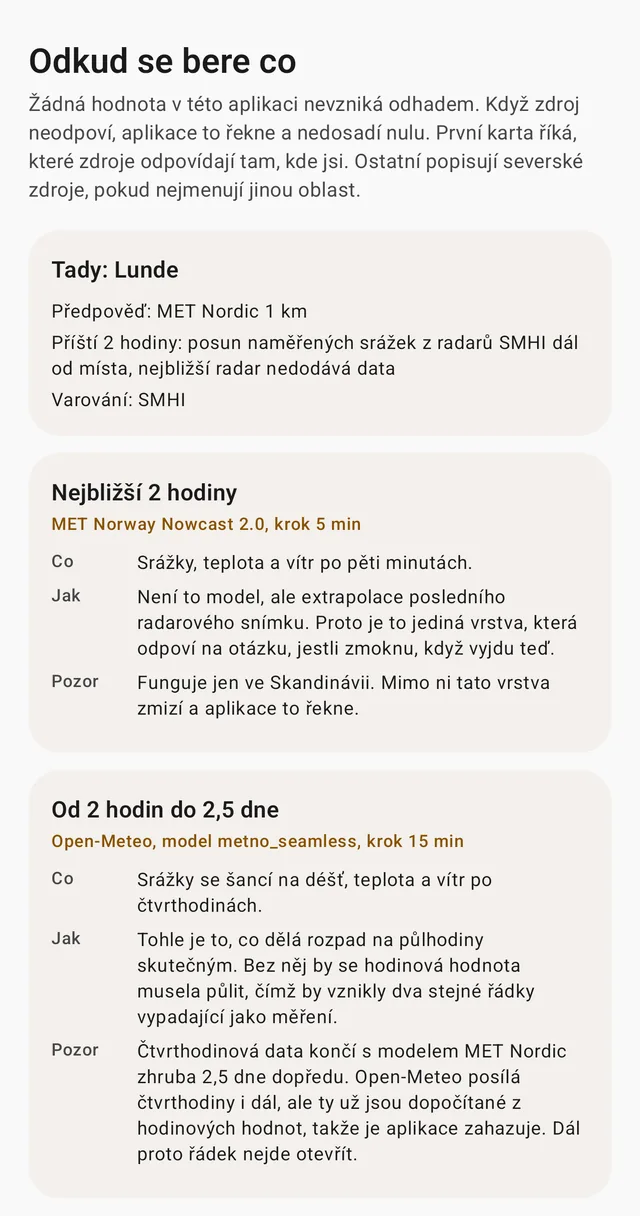 Odkud se bere co
Žádná hodnota v této aplikaci nevzniká odhadem. Když zdroj
neodpoví, aplikace to řekne a nedosadí nulu. První karta říká,
které zdroje odpovídají tam, kde jsi. Ostatní popisují severské
zdroje, pokud nejmenují jinou oblast.
Tady: Lunde
Předpověď: MET Nordic 1 km
Příští 2 hodiny: posun naměřených srážek z radarů SMHI dál
od místa, nejbližší radar nedodává data
Varování: SMHI
Nejbližší 2 hodiny
MET Norway Nowcast 2.0, krok 5 min
Co Srážky, teplota a vítr po pěti minutách.
Jak Není to model, ale extrapolace posledního
radarového snímku. Proto je to jediná vrstva, která
odpoví na otázku, jestli zmoknu, když vyjdu teď.
Pozor Funguje jen ve Skandinávii. Mimo ni tato vrstva
zmizí a aplikace to řekne.
Od 2 hodin do 2,5 dne
Open-Meteo, model metno_seamless, krok 15 min
Co Srážky se šancí na déšť, teplota a vítr po
čtvrthodinách.
Jak Tohle je to, co dělá rozpad na půlhodiny
skutečným. Bez něj by se hodinová hodnota
musela půlit, čímž by vznikly dva stejné řádky
vypadající jako měření.
Pozor Čtvrthodinová data končí s modelem MET Nordic
zhruba 2,5 dne dopředu. Open-Meteo posílá
čtvrthodiny i dál, ale ty už jsou dopočítané z
hodinových hodnot, takže je aplikace zahazuje. Dál
proto řádek nejde otevřít.